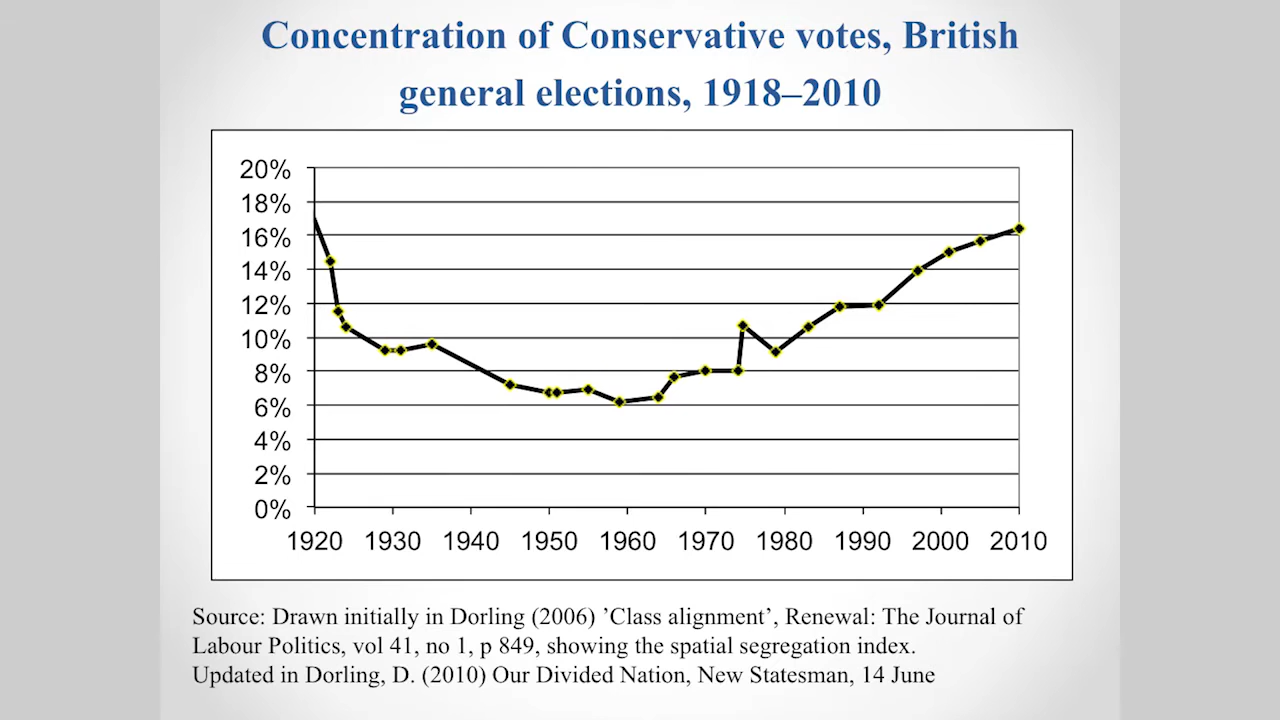 Concentration of Conservative votes, British
general elections, 1918–2010
20%
18%
16%
14%
12%
10%
8%
6%
4%
2%
0%
1920 1930 1940 1950 1960 1970 1980 1990 2000 2010
Source: Drawn initially in Dorling (2006) ’Class alignment’, Renewal: The Journal of
Labour Politics, vol 41, no 1, p 849, showing the spatial segregation index.
Updated in Dorling, D. (2010) Our Divided Nation, New Statesman, 14 June